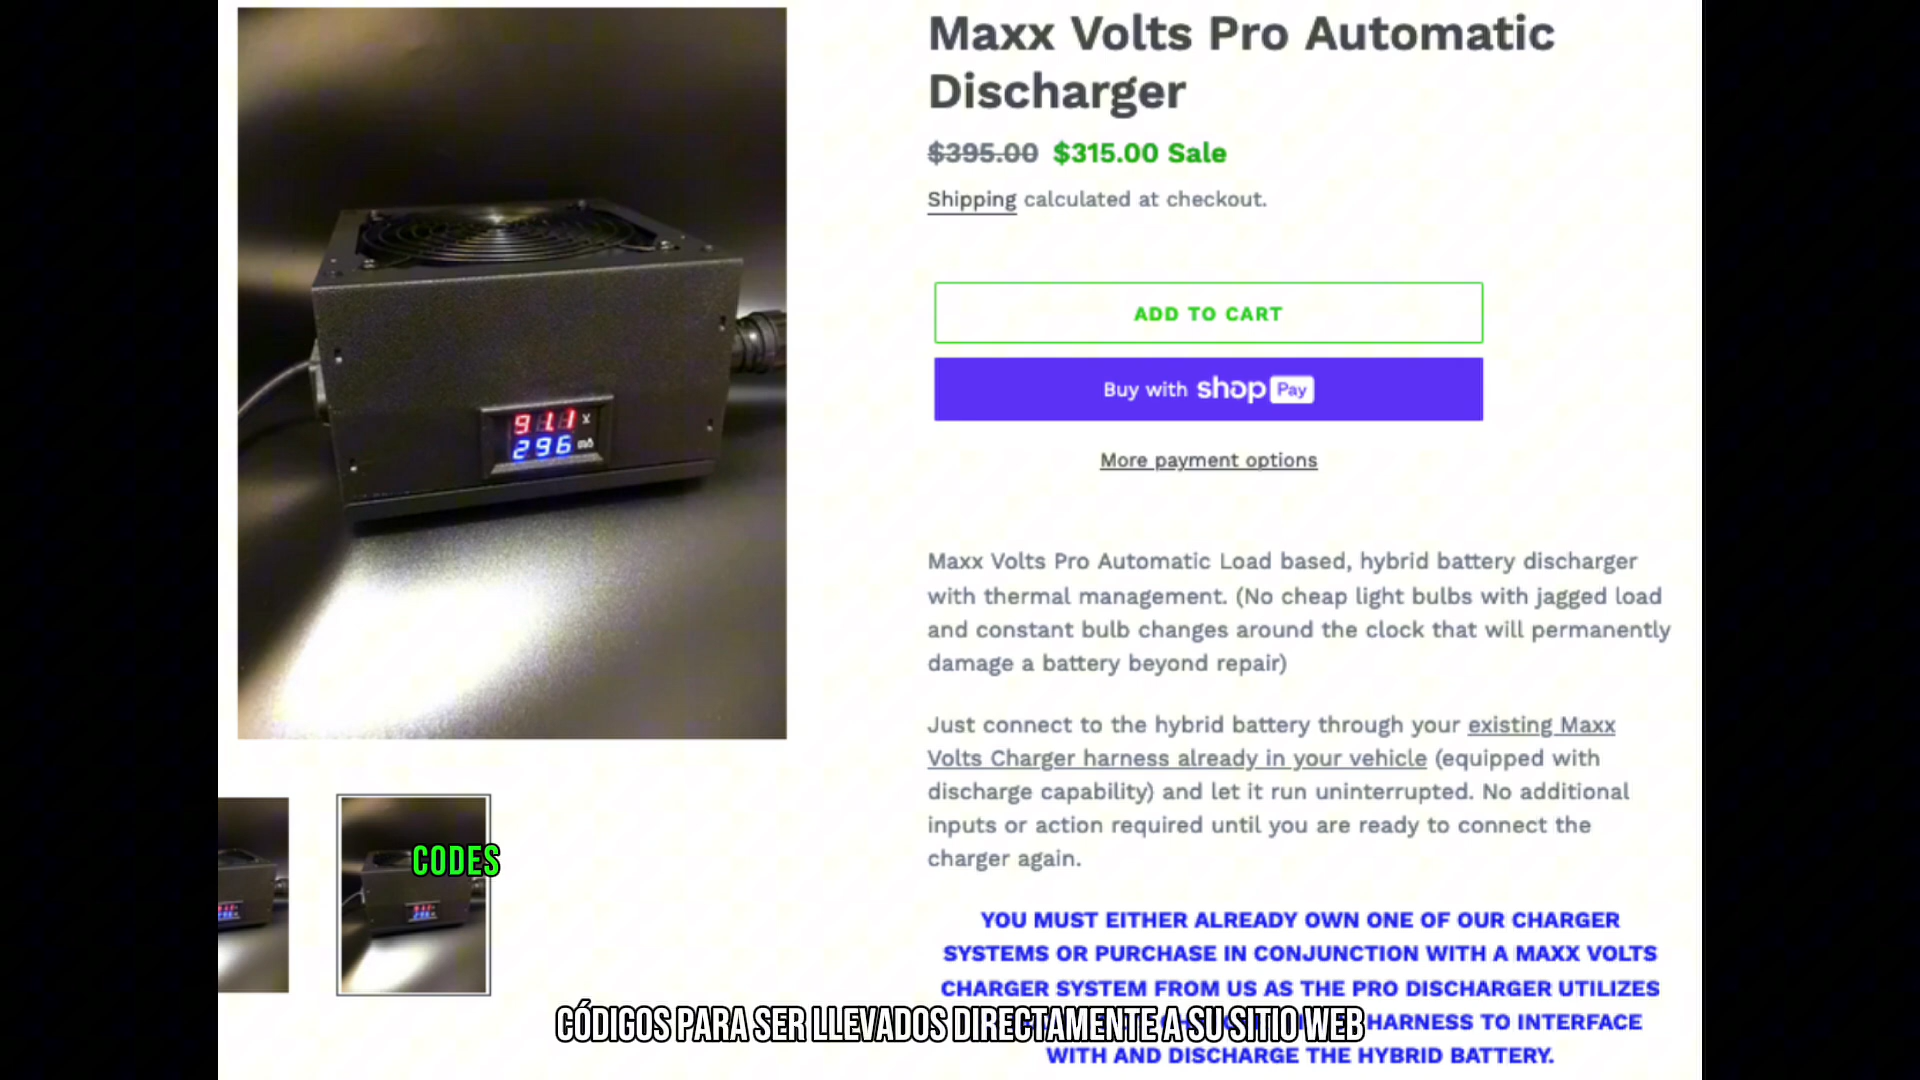 Maxx Volts Pro Automatic
Discharger
$395.00 $315.00 Sale
Shipping calculated at checkout.
ADD TO CART
Buy with shop Pay
More payment options
91.1 V
296 mA
Maxx Volts Pro Automatic Load based, hybrid battery discharger
with thermal management. (No cheap light bulbs with jagged load
and constant bulb changes around the clock that will permanently
damage a battery beyond repair)
Just connect to the hybrid battery through your existing Maxx
Volts Charger harness already in your vehicle (equipped with
discharge capability) and let it run uninterrupted. No additional
inputs or action required until you are ready to connect the
charger again.
CODES
YOU MUST EITHER ALREADY OWN ONE OF OUR CHARGER
SYSTEMS OR PURCHASE IN CONJUNCTION WITH A MAXX VOLTS
CHARGER SYSTEM FROM US AS THE PRO DISCHARGER UTILIZES
HARNESS TO INTERFACE
WITH AND DISCHARGE THE HYBRID BATTERY.
CÓDIGOS PARA SER LLEVADOS DIRECTAMENTE A SU SITIO WEB